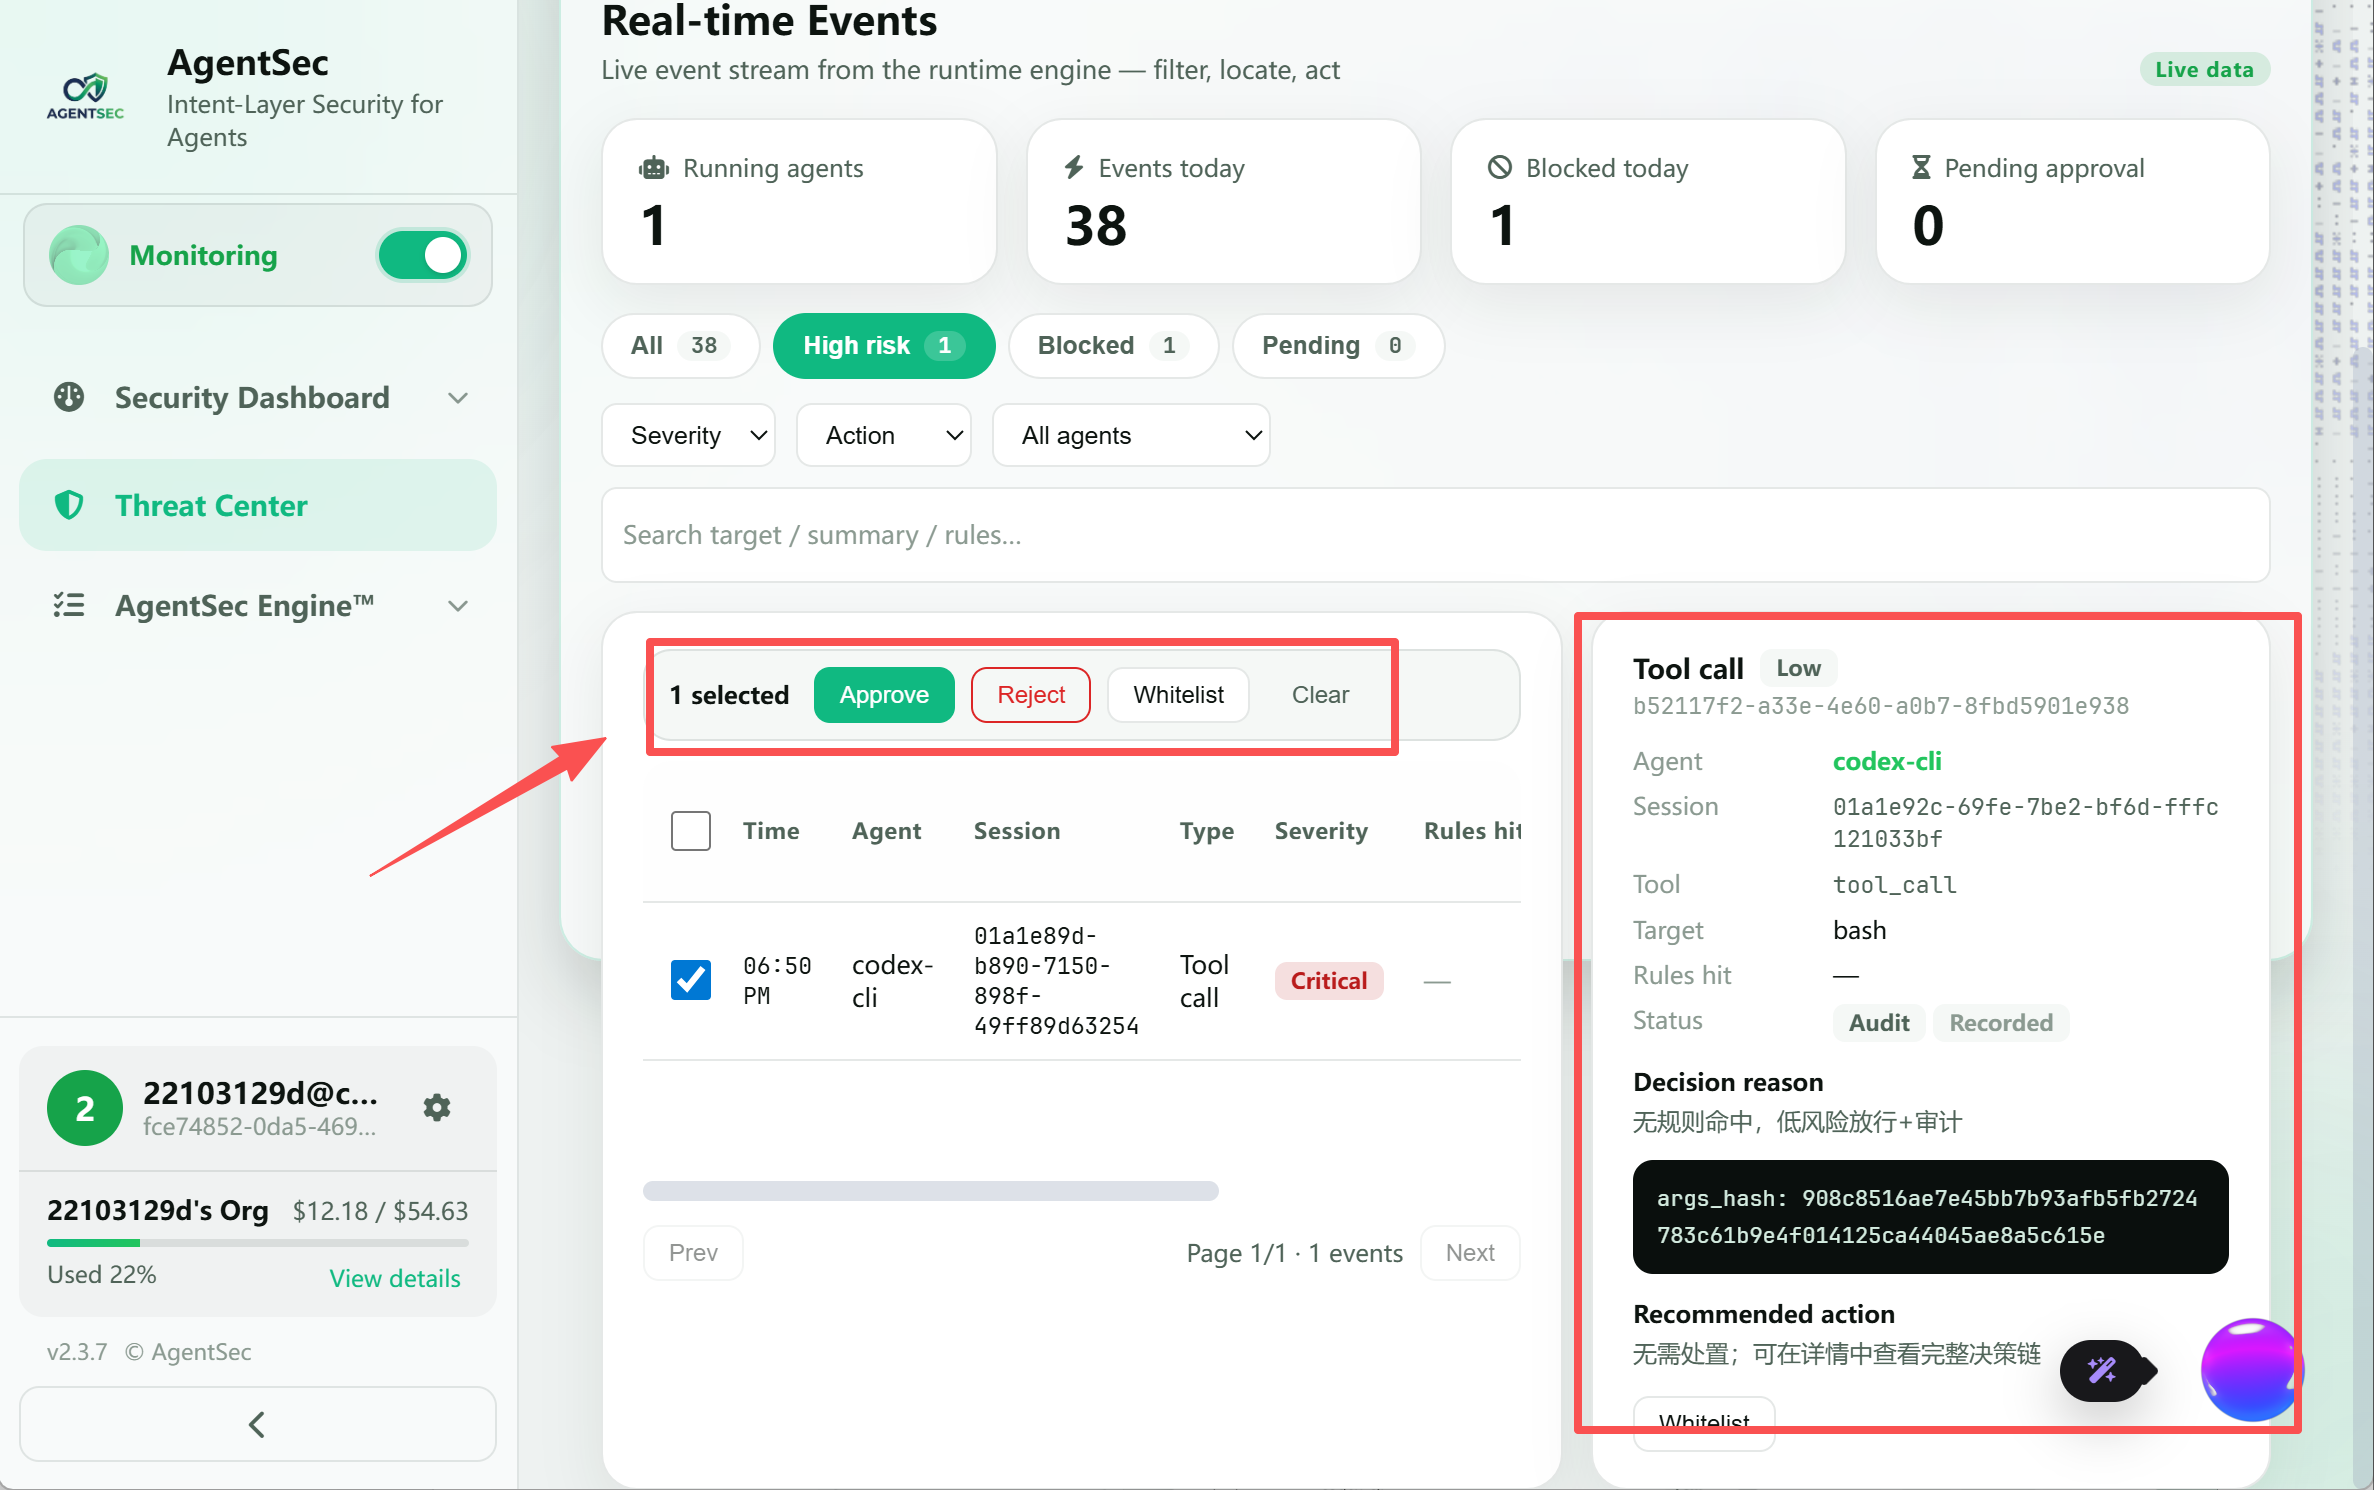 AGENTSEC
AgentSec
Intent-Layer Security for
Agents
Monitoring
Security Dashboard
Threat Center
AgentSec Engine™
2
22103129d@c...
fce74852-0da5-469...
22103129d's Org $12.18 / $54.63
Used 22% View details
v2.3.7 © AgentSec
Real-time Events
Live event stream from the runtime engine — filter, locate, act
Live data
Running agents
1
Events today
38
Blocked today
1
Pending approval
0
All 38 High risk 1 Blocked 1 Pending 0
Severity Action All agents
Search target / summary / rules...
1 selected Approve Reject Whitelist Clear
Time Agent Session Type Severity Rules hit
06:50
PM
codex-
cli
01a1e89d-
b890-7150-
898f-
49ff89d63254
Tool
call
Critical
—
Prev Page 1/1 · 1 events Next
Tool call Low
b52117f2-a33e-4e60-a0b7-8fbd5901e938
Agent codex-cli
Session 01a1e92c-69fe-7be2-bf6d-fffc
121033bf
Tool tool_call
Target bash
Rules hit —
Status Audit Recorded
Decision reason
无规则命中，低风险放行+审计
args_hash: 908c8516ae7e45bb7b93afb5fb2724
783c61b9e4f014125ca44045ae8a5c615e
Recommended action
无需处置；可在详情中查看完整决策链
Whitelist